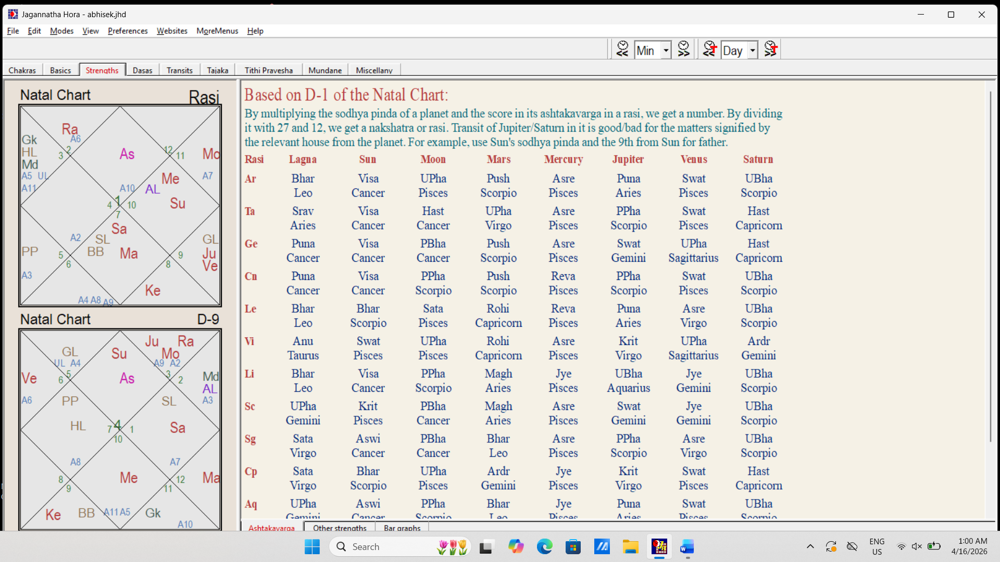 Jagannatha Hora - abhisek.jhd
File Edit Modes View Preferences Websites MoreMenus Help
Min Day
Chakras Basics Strengths Dasas Transits Tajaka Tithi Pravesha Mundane Miscellany
Natal Chart Rasi
Ra
A6
Gk
HL
Md
A5 UL
A11
3 2
As
12 11
Mo
Me
A7
A10 AL
Su
4 1 10
7
Sa
A2 SL GL
PP 5 BB Ma 9 Ju
6 8 Ve
A3
Ke
A4 A8 A9
Natal Chart D-9
Ju Ra
GL Su Mo
UL A4 A9 A2
Ve 6 5 As 3 2 Md
AL
A6 PP SL A3
HL 7 4 1 Sa
10
A8 A7
8 Me 12 Ma
9 11
Ke BB A11 A5 Gk
A10
Based on D-1 of the Natal Chart:
By multiplying the sodhya pinda of a planet and the score in its ashtakavarga in a rasi, we get a number. By dividing
it with 27 and 12, we get a nakshatra or rasi. Transit of Jupiter/Saturn in it is good/bad for the matters signified by
the relevant house from the planet. For example, use Sun's sodhya pinda and the 9th from Sun for father.
Rasi Lagna Sun Moon Mars Mercury Jupiter Venus Saturn
Ar Bhar Visa UPha Push Asre Puna Swat UBha
Leo Cancer Pisces Scorpio Pisces Aries Pisces Scorpio
Ta Srav Visa Hast UPha Asre PPha Swat Hast
Aries Cancer Cancer Virgo Pisces Scorpio Pisces Capricorn
Ge Puna Visa PBha Push Asre Swat UPha Hast
Cancer Cancer Cancer Scorpio Pisces Gemini Sagittarius Capricorn
Cn Puna Visa PPha Push Reva PPha Swat UBha
Cancer Cancer Scorpio Scorpio Pisces Scorpio Pisces Scorpio
Le Bhar Bhar Sata Rohi Reva Puna Asre UBha
Leo Scorpio Pisces Capricorn Pisces Aries Virgo Scorpio
Vi Anu Swat UPha Rohi Asre Krit UPha Ardr
Taurus Pisces Pisces Capricorn Pisces Virgo Sagittarius Gemini
Li Bhar Visa PPha Magh Jye UBha Jye UBha
Leo Cancer Scorpio Aries Pisces Aquarius Gemini Scorpio
Sc UPha Krit PBha Magh Asre Swat Jye UBha
Gemini Pisces Cancer Aries Pisces Gemini Gemini Scorpio
Sg Sata Aswi PBha Bhar Asre PPha Asre UBha
Virgo Cancer Cancer Leo Pisces Scorpio Virgo Scorpio
Cp Sata Bhar UPha Ardr Jye Krit Swat Hast
Virgo Scorpio Pisces Gemini Pisces Virgo Pisces Capricorn
Aq UPha Aswi PPha Bhar Jye Puna Swat UBha
Gemini Cancer Scorpio Leo Pisces Aries Pisces Scorpio
Ashtakavarga Other strengths Bar graphs
Search
ENG
US
1:00 AM
4/16/2026